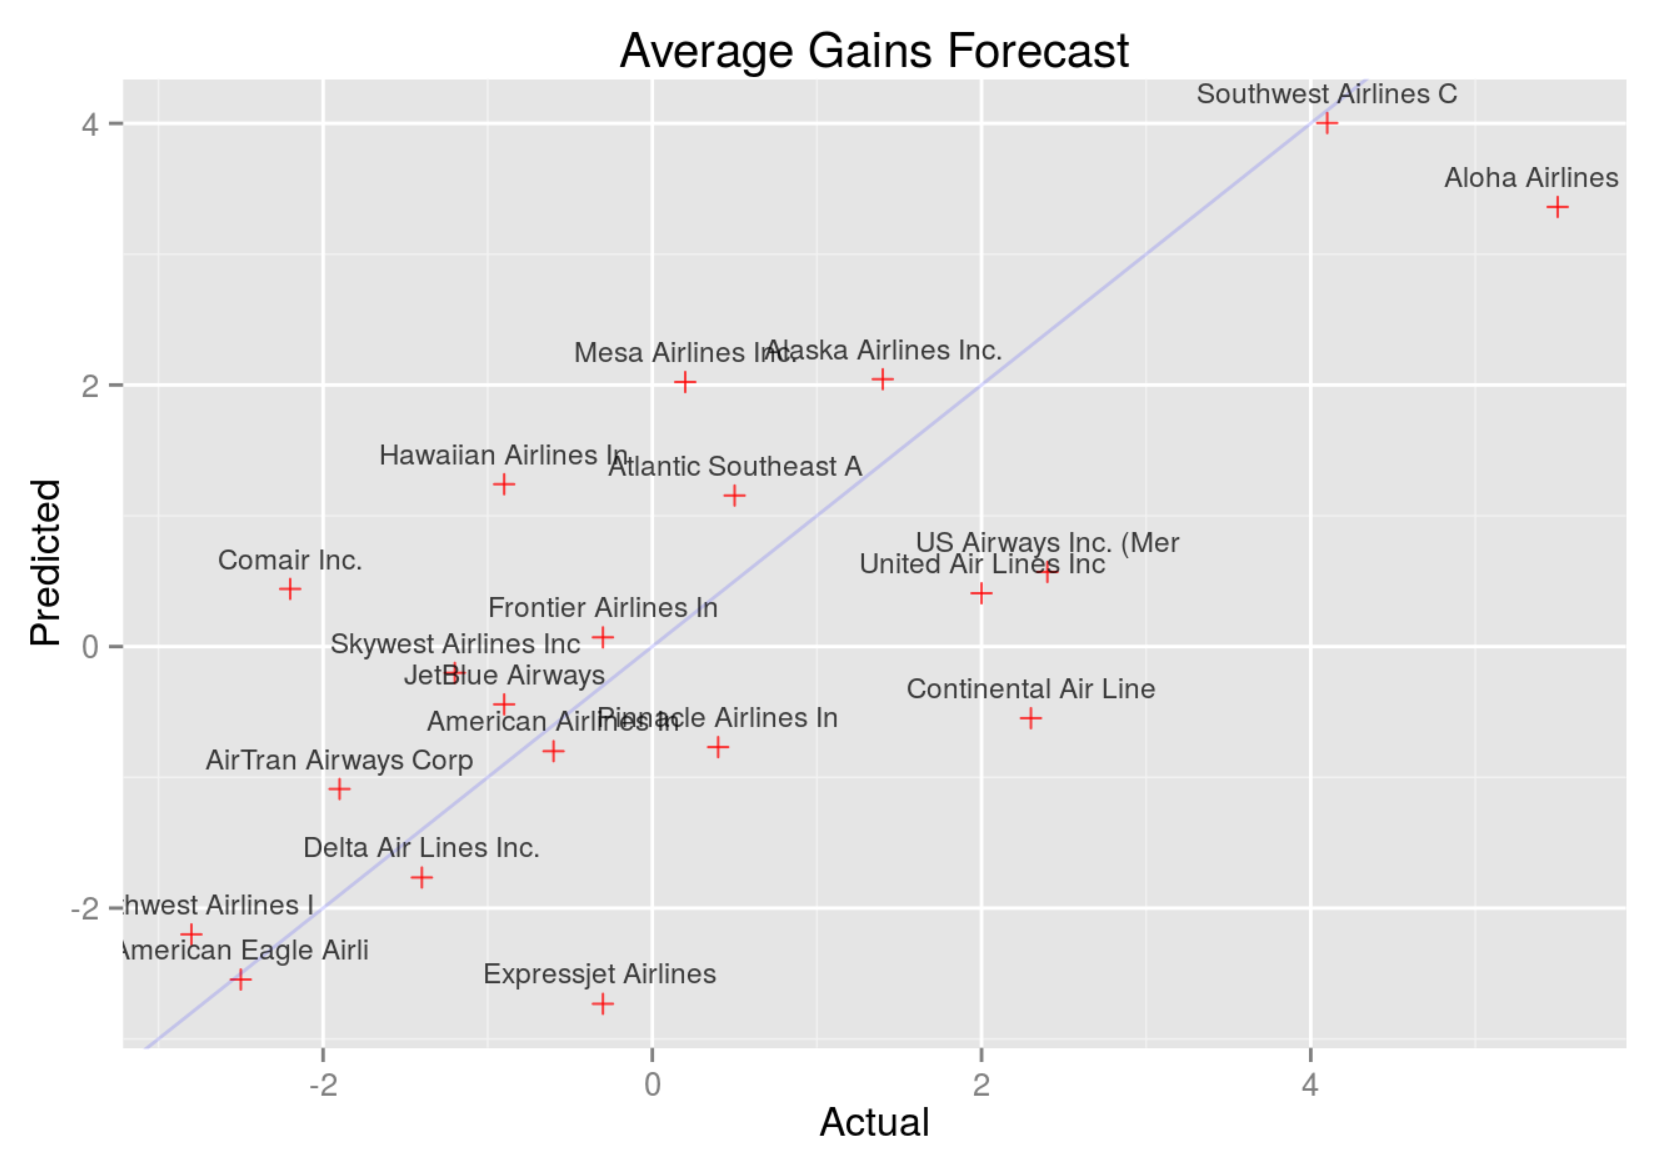 Average Gains Forecast
Southwest Airlines C
4
Aloha Airlines
Mesa Airlines Inc.
Alaska Airlines Inc.
2
Hawaiian Airlines In
Atlantic Southeast A
US Airways Inc. (Mer
Comair Inc.
United Air Lines Inc
Predicted
Frontier Airlines In
0
Skywest Airlines Inc
JetBlue Airways
Continental Air Line
American Airlines In
Pinnacle Airlines In
AirTran Airways Corp
Delta Air Lines Inc.
-2
hwest Airlines I
American Eagle Airli
Expressjet Airlines
-2 0 2 4
Actual